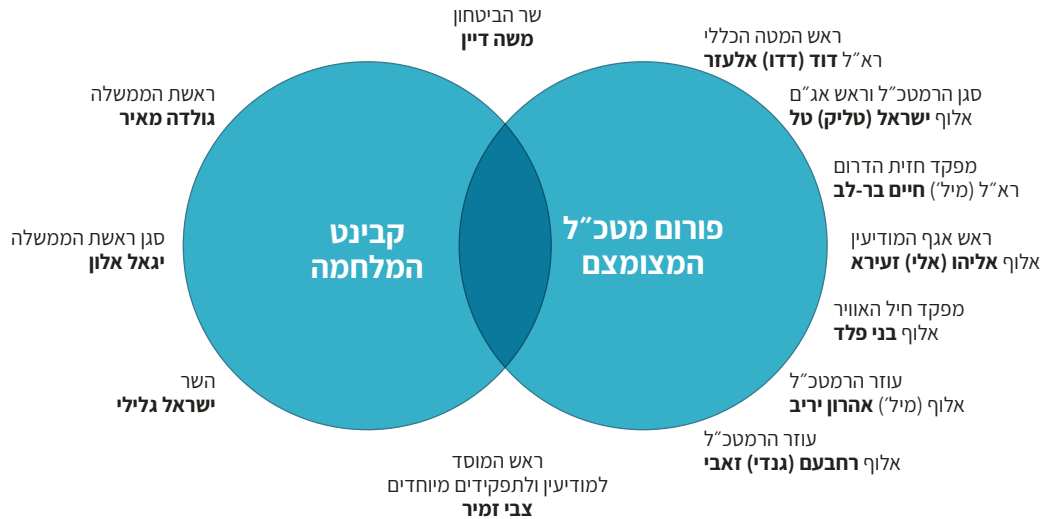 שר הביטחון
משה דיין
ראש המטה הכללי
רא״ל דוד (דדו) אלעזר
סגן הרמטכ״ל וראש אג״ם
אלוף ישראל (טליק) טל
מפקד חזית הדרום
רא״ל (מיל׳) חיים בר-לב
ראש אגף המודיעין
אלוף אליהו (אלי) זעירא
מפקד חיל האוויר
אלוף בני פלד
עוזר הרמטכ״ל
אלוף (מיל׳) אהרון יריב
עוזר הרמטכ״ל
אלוף רחבעם (גנדי) זאבי
פורום מטכ״ל
המצומצם
קבינט
המלחמה
ראשת הממשלה
גולדה מאיר
סגן ראשת הממשלה
יגאל אלון
השר
ישראל גלילי
ראש המוסד
למודיעין ולתפקידים מיוחדים
צבי זמיר